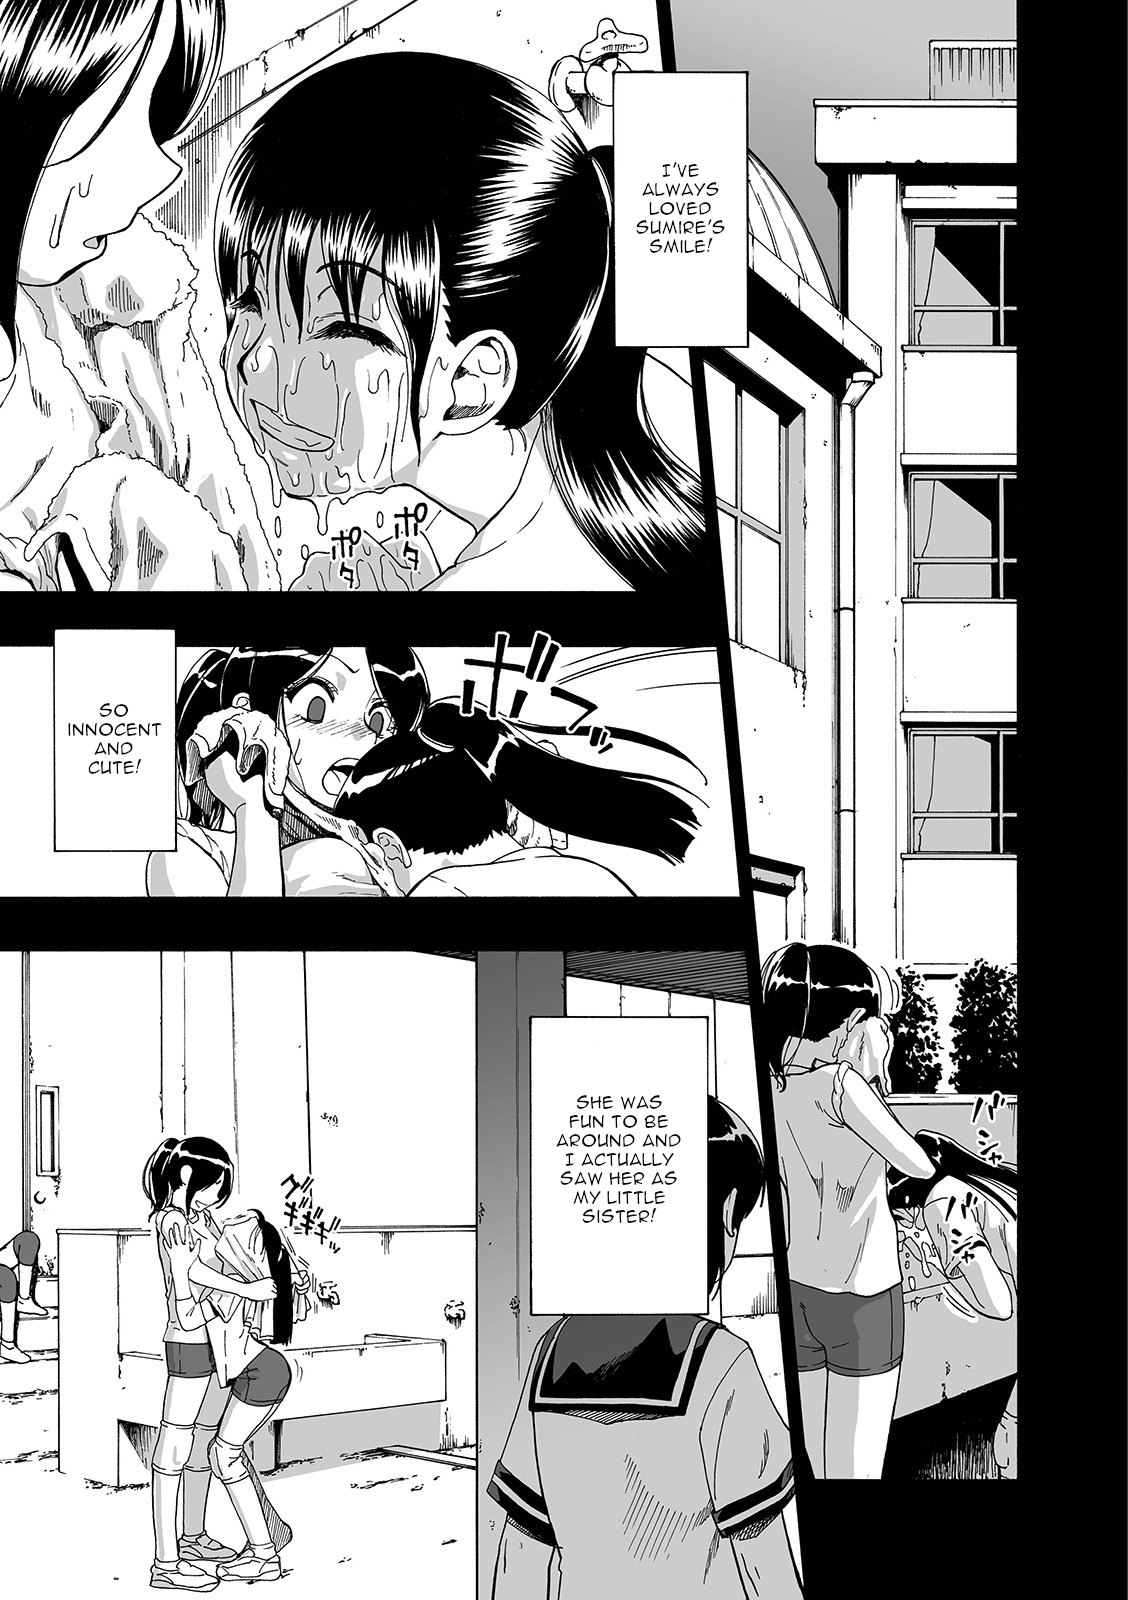 I'VE
ALWAYS
LOVED
SUMIRE'S
SMILE!
バシャ
バシャ
ポタ
ポタ
SO
INNOCENT
AND
CUTE!
ボフッ
SHE WAS
FUN TO BE
AROUND AND
I ACTUALLY
SAW HER AS
MY LITTLE
SISTER!